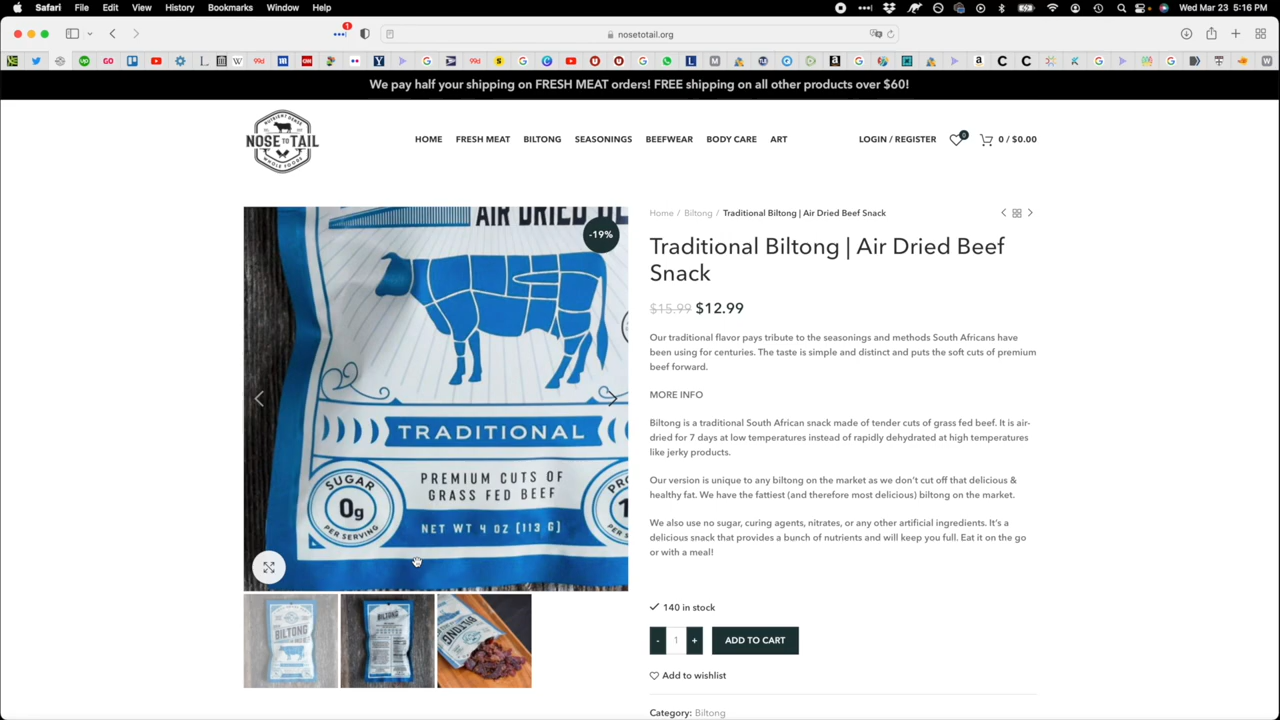 Safari File Edit View History Bookmarks Window Help
Wed Mar 23 5:16 PM
1
nosetotail.org
We pay half your shipping on FRESH MEAT orders! FREE shipping on all other products over $60!
NUTRIENT DENSE
NOSE TO TAIL
WHOLE FOODS
HOME FRESH MEAT BILTONG SEASONINGS BEEFWEAR BODY CARE ART
LOGIN / REGISTER 0 0 / $0.00
-19%
TRADITIONAL
SUGAR
0g
PER SERVING
PREMIUM CUTS OF
GRASS FED BEEF
NET WT 4 OZ (113 G)
BILTONG
BILTONG
BILTONG
Home / Biltong / Traditional Biltong | Air Dried Beef Snack
Traditional Biltong | Air Dried Beef
Snack
$15.99 $12.99
Our traditional flavor pays tribute to the seasonings and methods South Africans have
been using for centuries. The taste is simple and distinct and puts the soft cuts of premium
beef forward.
MORE INFO
Biltong is a traditional South African snack made of tender cuts of grass fed beef. It is air-
dried for 7 days at low temperatures instead of rapidly dehydrated at high temperatures
like jerky products.
Our version is unique to any biltong on the market as we don't cut off that delicious &
healthy fat. We have the fattiest (and therefore most delicious) biltong on the market.
We also use no sugar, curing agents, nitrates, or any other artificial ingredients. It's a
delicious snack that provides a bunch of nutrients and will keep you full. Eat it on the go
or with a meal!
140 in stock
- 1 + ADD TO CART
Add to wishlist
Category: Biltong